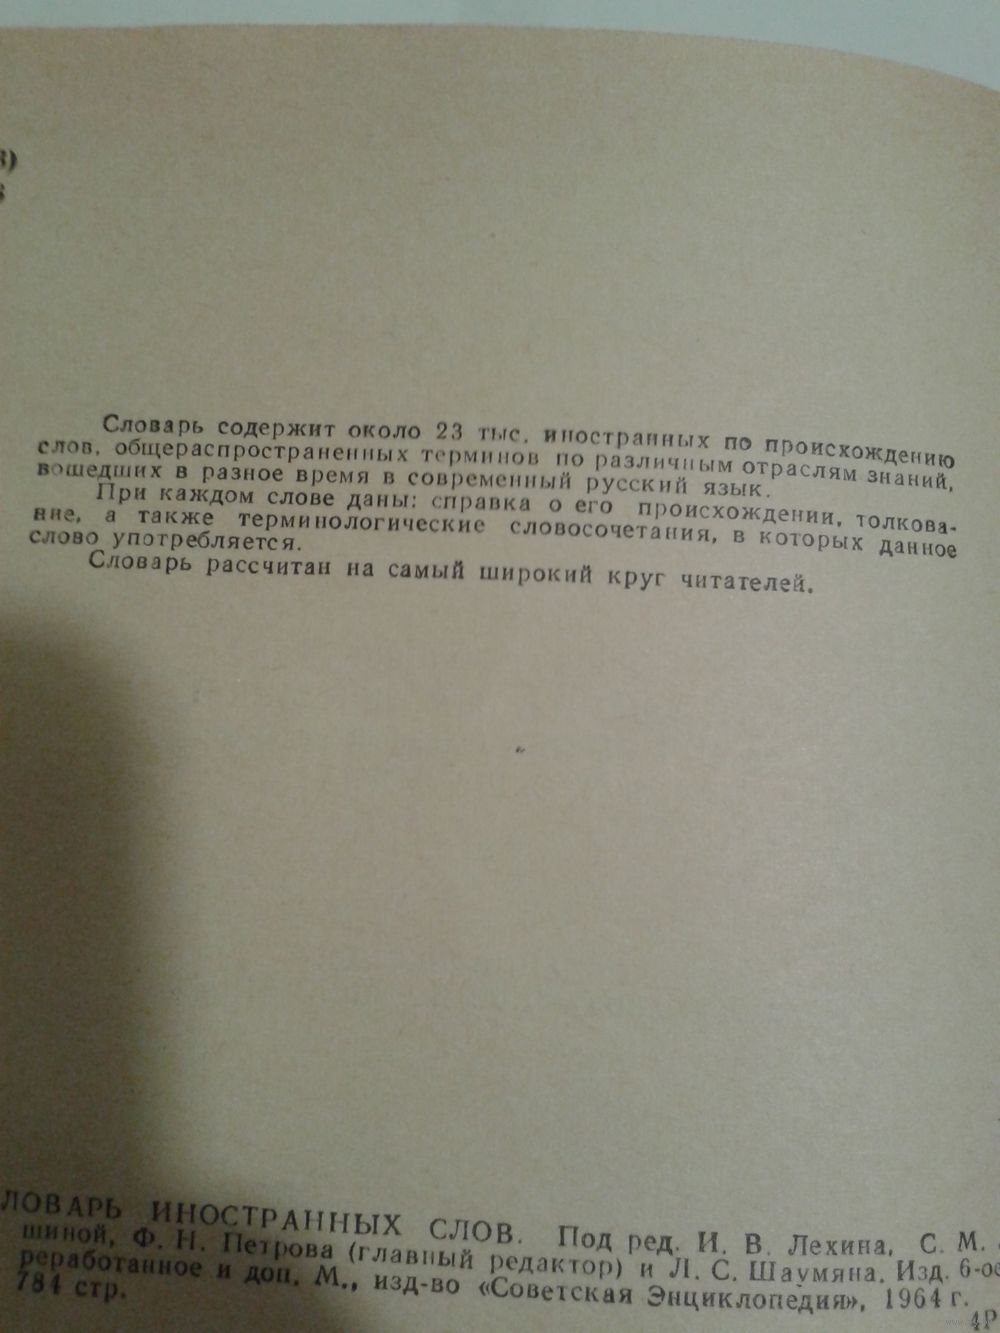 Словарь содержит около 23 тыс. иностранных по происхождению
слов, общераспространенных терминов по различным отраслям знаний,
вошедших в разное время в современный русский язык.
При каждом слове даны: справка о его происхождении, толкова-
ние, а также терминологические словосочетания, в которых данное
слово употребляется.
Словарь рассчитан на самый широкий круг читателей.
ЛОВАРЬ ИНОСТРАННЫХ СЛОВ. Под ред. И. В. Лехина, С. М.
шиной, Ф. Н. Петрова (главный редактор) и Л. С. Шаумяна. Изд. 6-ое
реработанное и доп. М., изд-во «Советская Энциклопедия», 1964 г.
784 стр.
4Р